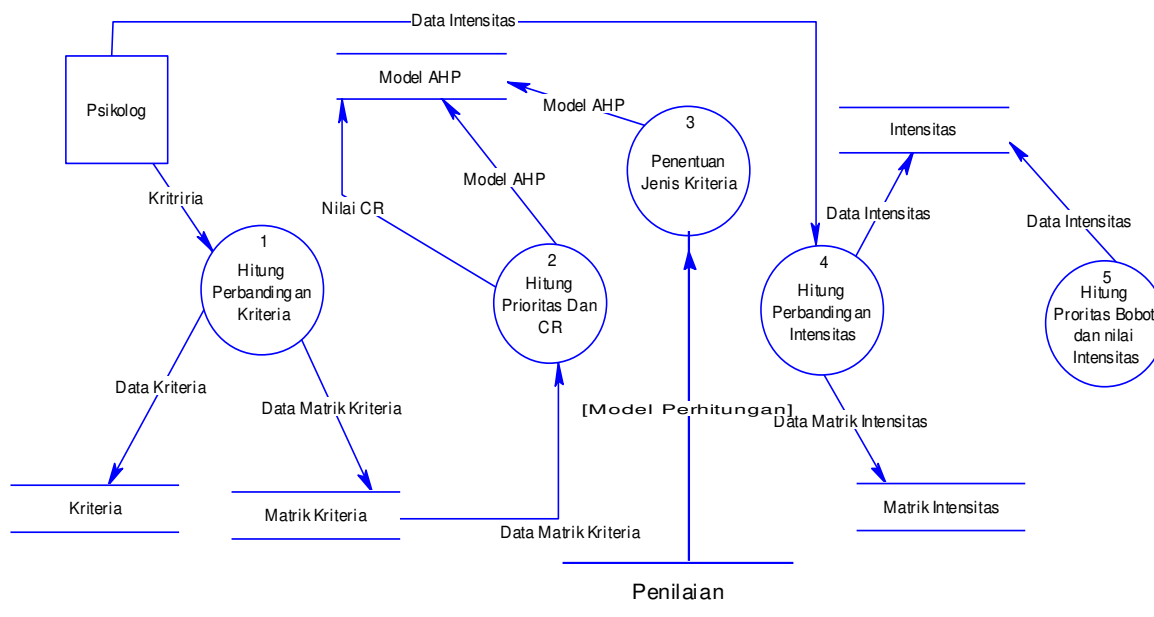 Data Intensitas
Psikolog
Model AHP
Model AHP
3
Penentuan
Jenis Kriteria
Intensitas
Kritriria
Nilai CR
Model AHP
Data Intensitas
Data Intensitas
1
Hitung
Perbandingan
Kriteria
2
Hitung
Prioritas Dan
CR
4
Hitung
Perbandingan
Intensitas
5
Hitung
Proritas Bobot
dan nilai
Intensitas
Data Kriteria
Data Matrik Kriteria
[Model Perhitungan]
Data Matrik Intensitas
Kriteria
Matrik Kriteria
Data Matrik Kriteria
Matrik Intensitas
Penilaian